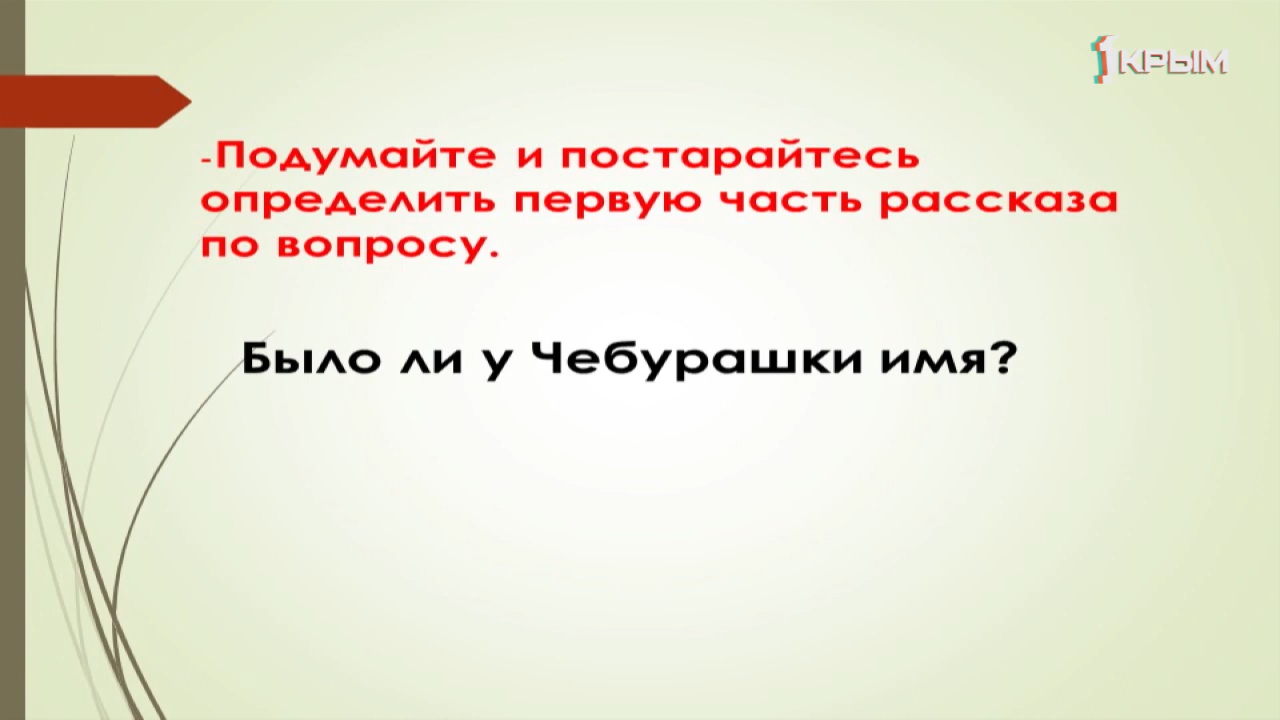 1 КРЫМ
-Подумайте и постарайтесь
определить первую часть рассказа
по вопросу.
Было ли у Чебурашки имя?